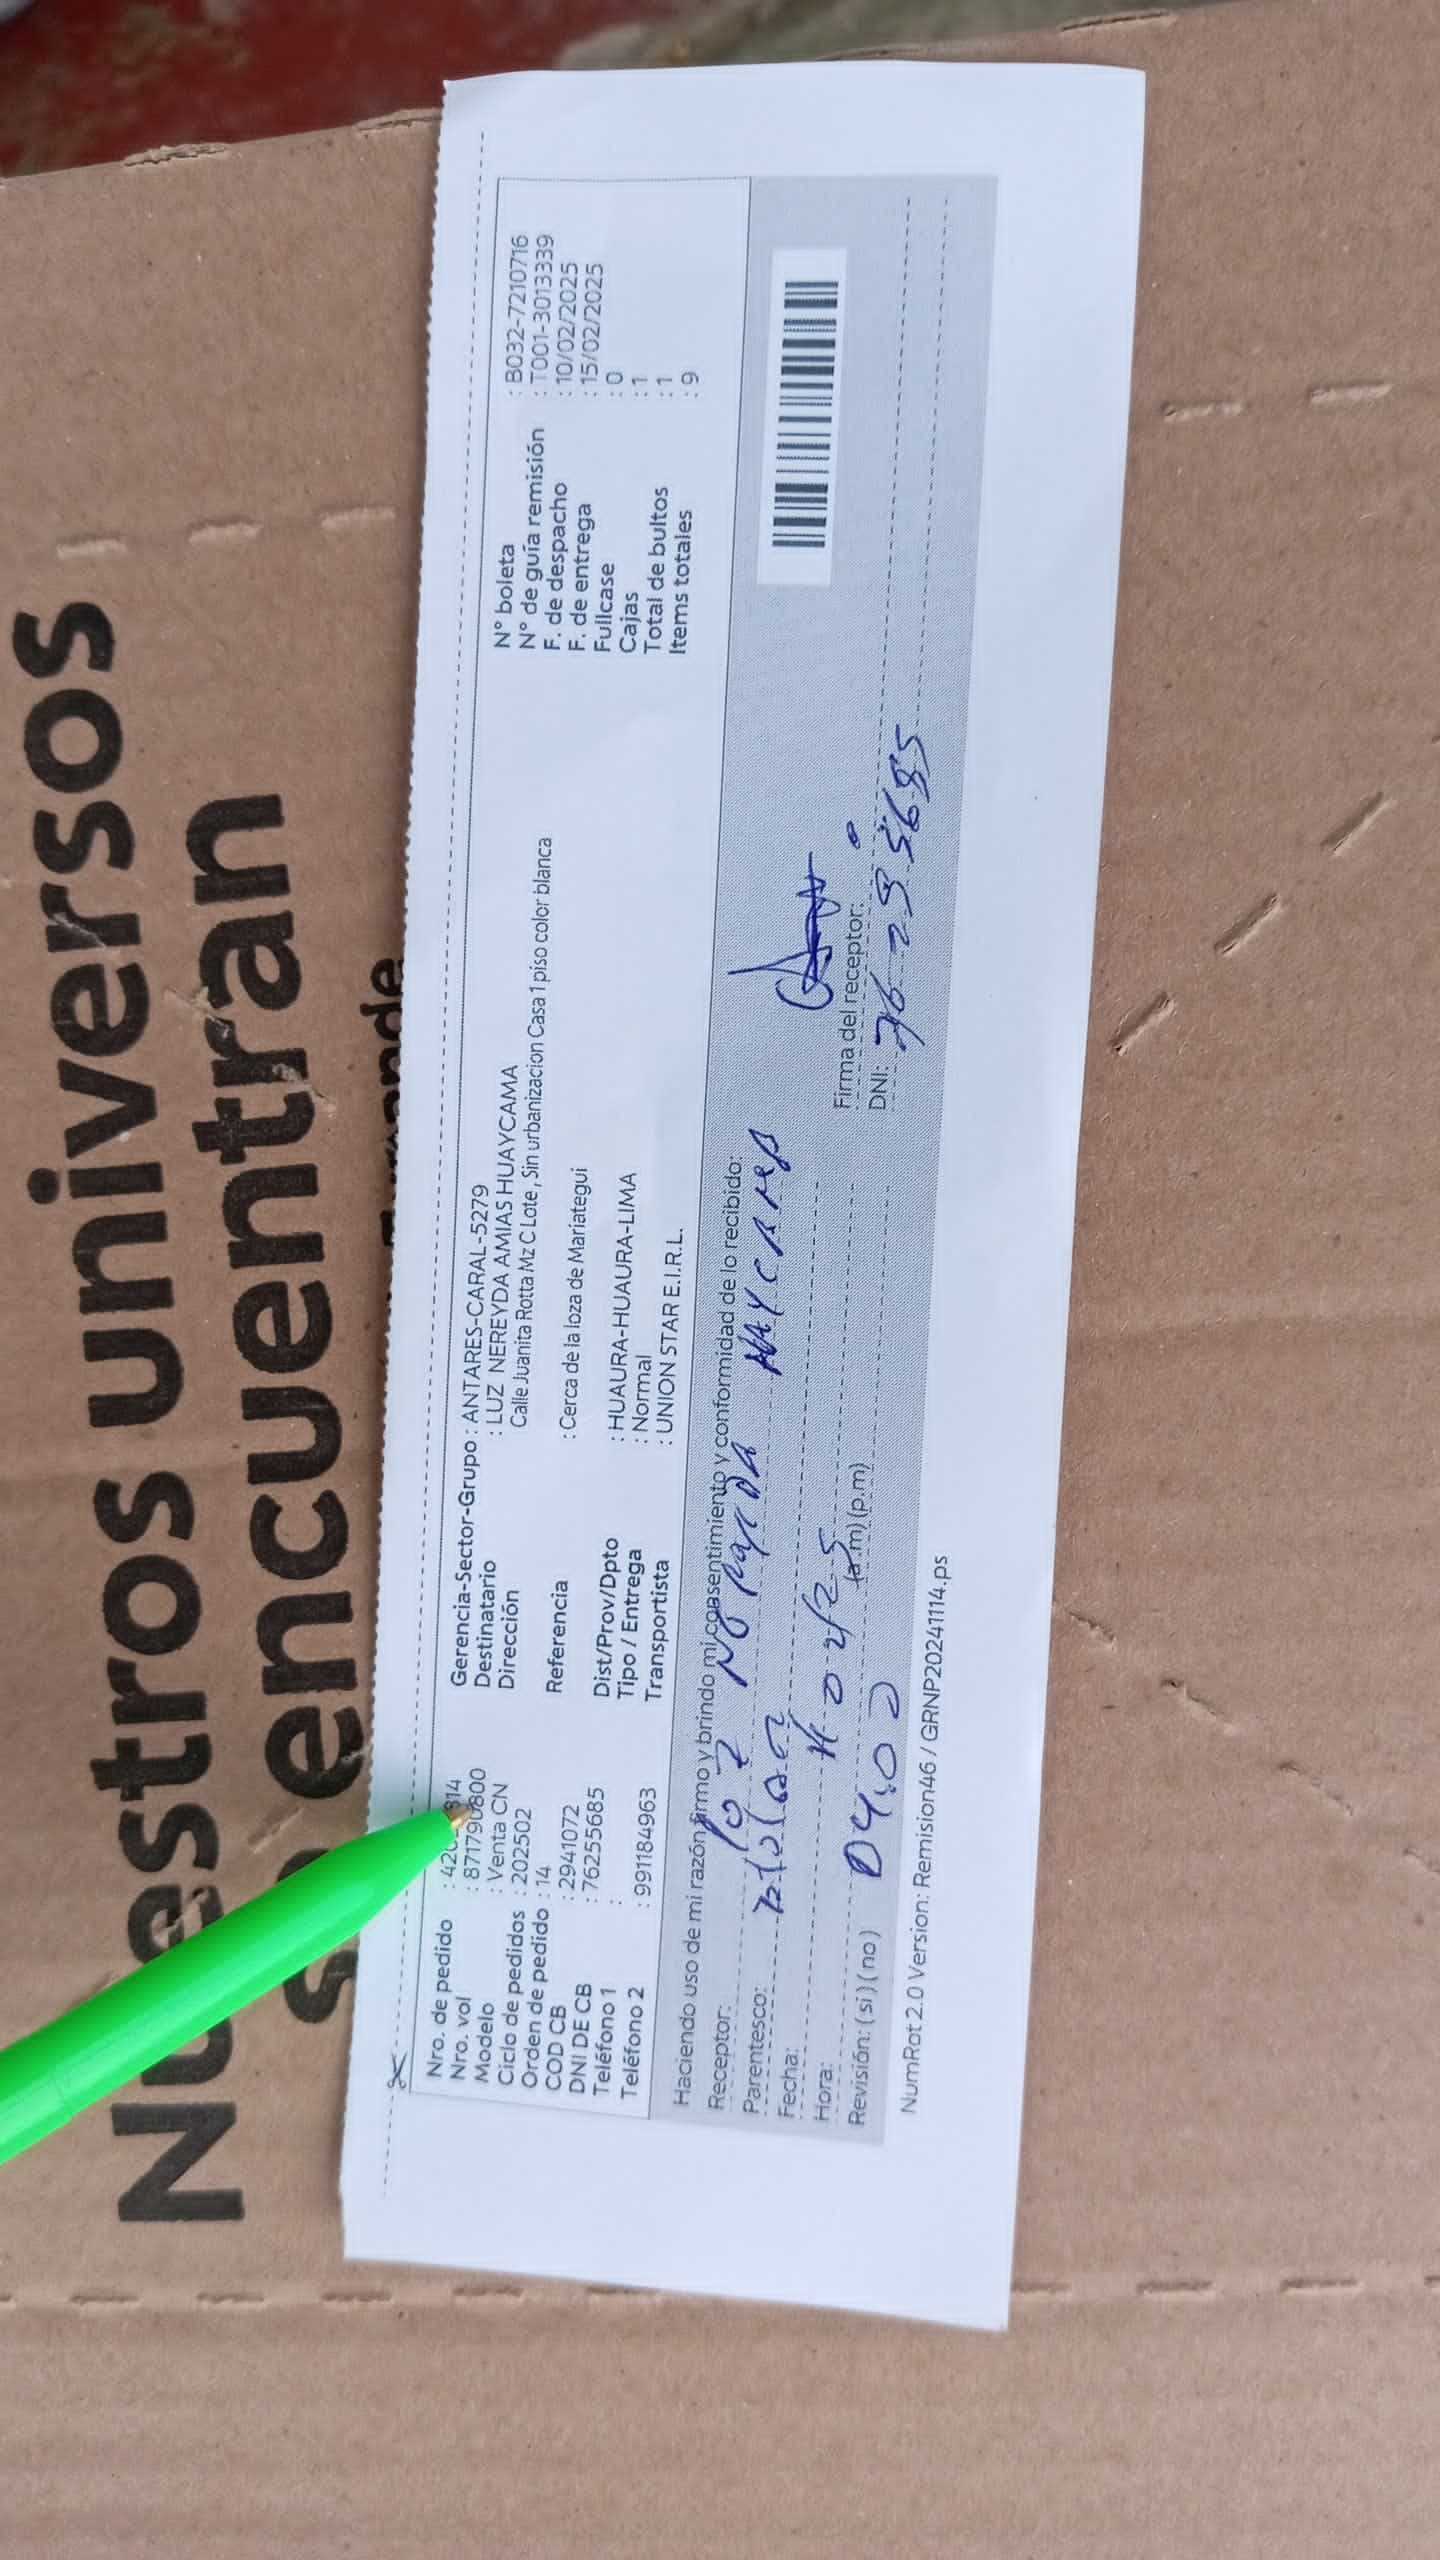 Nuestros universos
se encuentran
Nro. de pedido
Nro. vol : 871790800
Modelo : Venta CN
Ciclo de pedidos : 202502
Orden de pedido : 14
COD CB : 2941072
DNI DE CB : 76255685
Teléfono 1 :
Teléfono 2 : 991184963
Gerencia-Sector-Grupo : ANTARES-CARAL-5279
Destinatario : LUZ NEREYDA AMIAS HUAYCAMA
Dirección Calle Juanita Rotta Mz C Lote , Sin urbanizacion Casa 1 piso color blanca
Referencia : Cerca de la loza de Mariategui
Dist/Prov/Dpto : HUAURA-HUAURA-LIMA
Tipo / Entrega : Normal
Transportista : UNION STAR E.I.R.L.
N° boleta : B032-7210716
N° de guía remisión : T001-3013339
F. de despacho : 10/02/2025
F. de entrega : 15/02/2025
Fullcase : 0
Cajas : 1
Total de bultos : 1
Items totales : 9
Haciendo uso de mi razón firmo y brindo mi consentimiento y conformidad de lo recibido:
Receptor:
Parentesco:
Fecha:
Hora: (a.m) (p.m)
Revisión: (si) (no)
Firma del receptor:
DNI:
NumRot 2.0 Version: Remision46 / GRNP20241114.ps